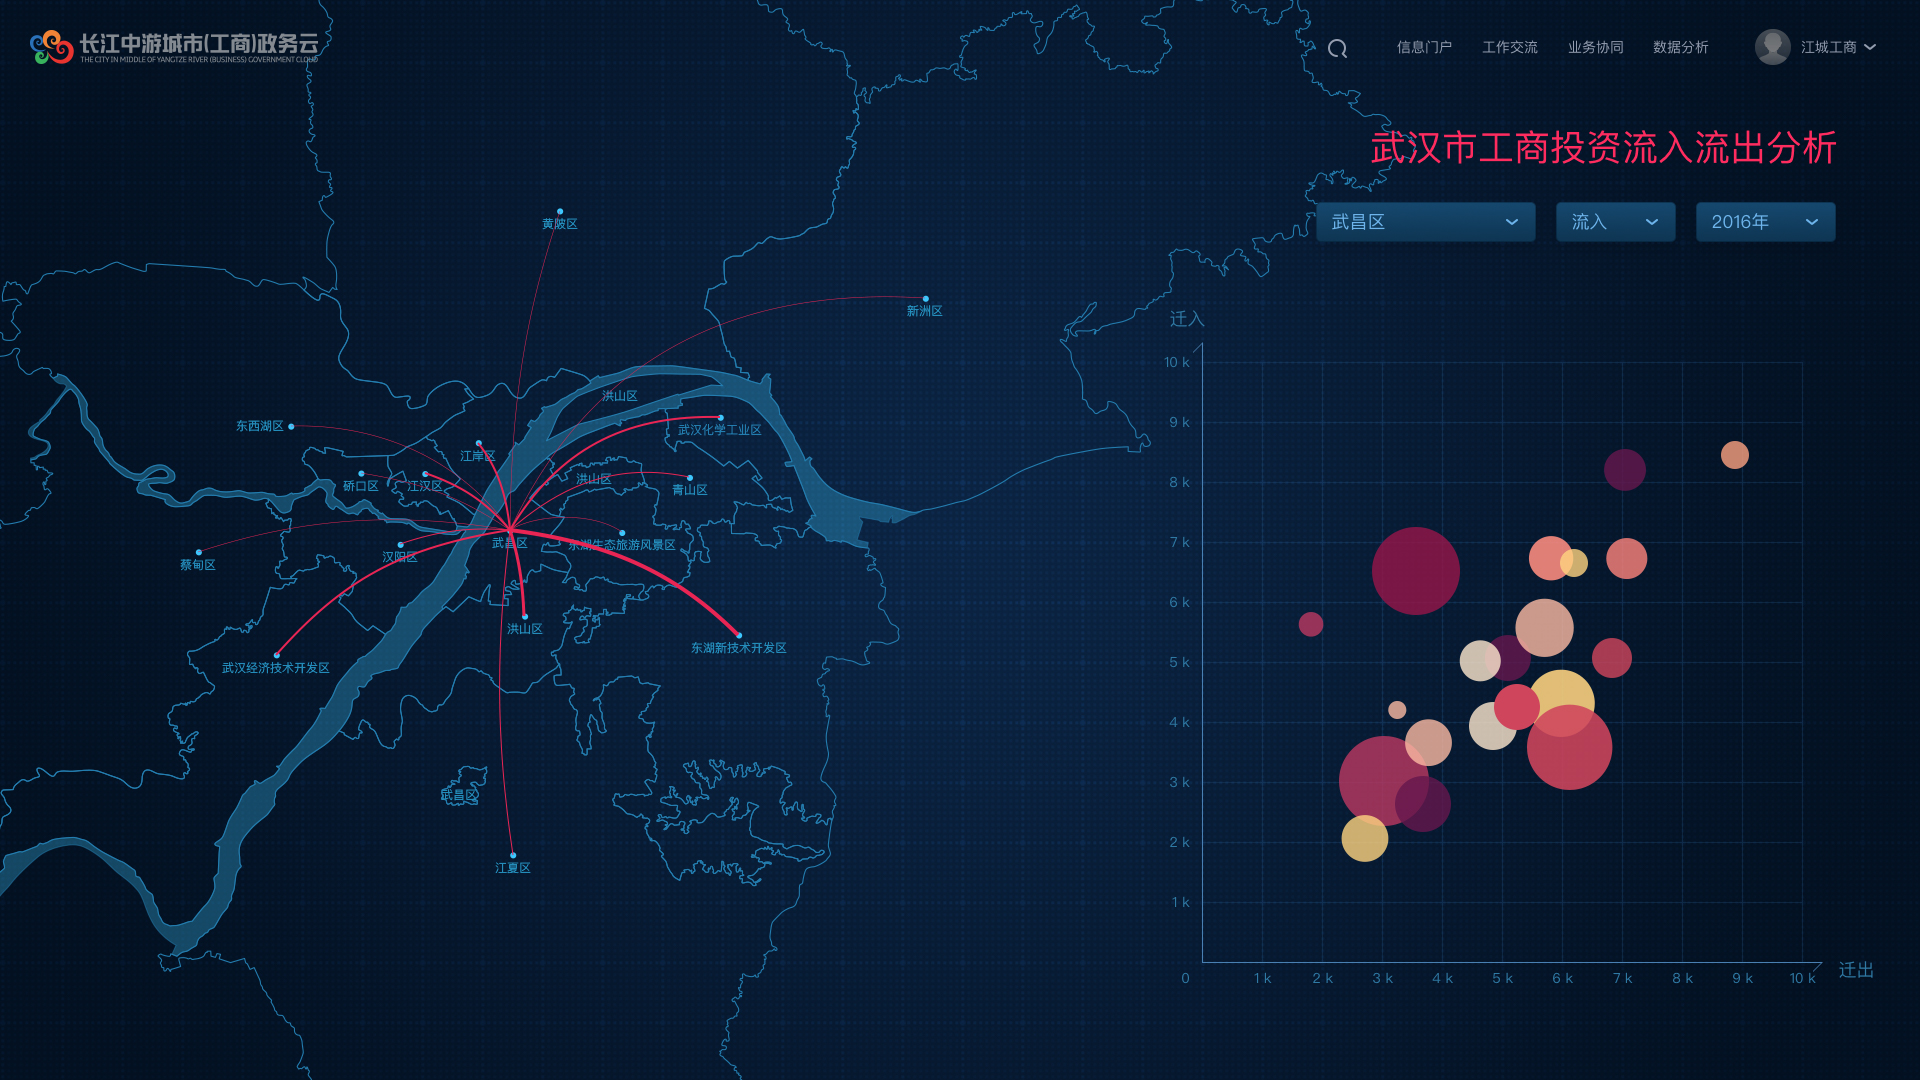 长江中游城市(工商)政务云
THE CITY IN MIDDLE OF YANGTZE RIVER (BUSINESS) GOVERNMENT CLOUD
信息门户 工作交流 业务协同 数据分析 江城工商
武汉市工商投资流入流出分析
武昌区 流入 2016年
黄陂区
新洲区
洪山区
东西湖区
武汉化学工业区
江岸区
洪山区
硚口区
江汉区
青山区
武昌区
东湖生态旅游风景区
汉阳区
蔡甸区
洪山区
东湖新技术开发区
武汉经济技术开发区
武昌区
江夏区
迁入
10 k
9 k
8 k
7 k
6 k
5 k
4 k
3 k
2 k
1 k
0 1 k 2 k 3 k 4 k 5 k 6 k 7 k 8 k 9 k 10 k
迁出